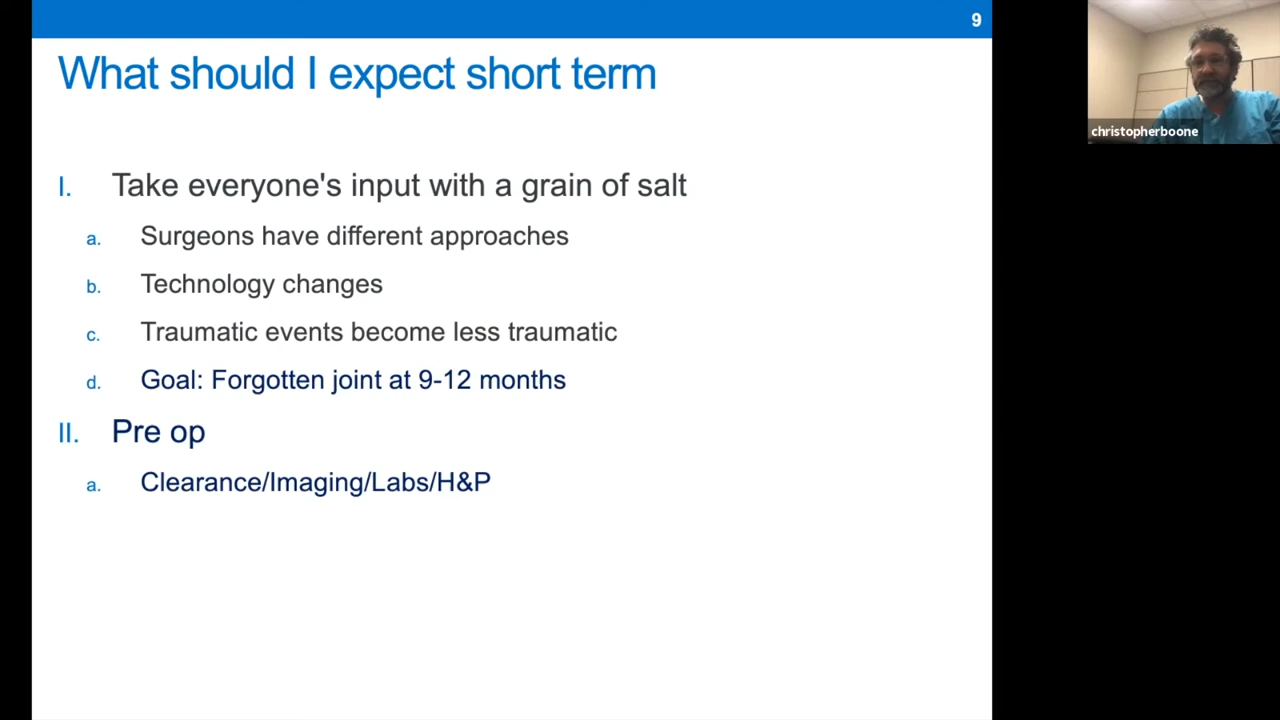 9
What should I expect short term
christopherboone
I. Take everyone's input with a grain of salt
a. Surgeons have different approaches
b. Technology changes
c. Traumatic events become less traumatic
d. Goal: Forgotten joint at 9-12 months
II. Pre op
a. Clearance/Imaging/Labs/H&P